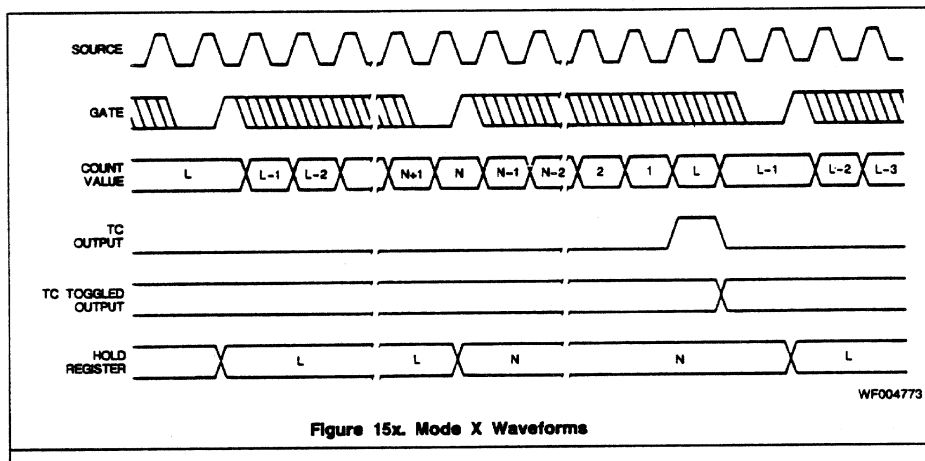 SOURCE
GATE
COUNT
VALUE
L L-1 L-2 N+1 N N-1 N-2 2 1 L L-1 L-2 L-3
TC
OUTPUT
TC TOGGLED
OUTPUT
HOLD
REGISTER
L L N N L
WF004773
Figure 15x. Mode X Waveforms